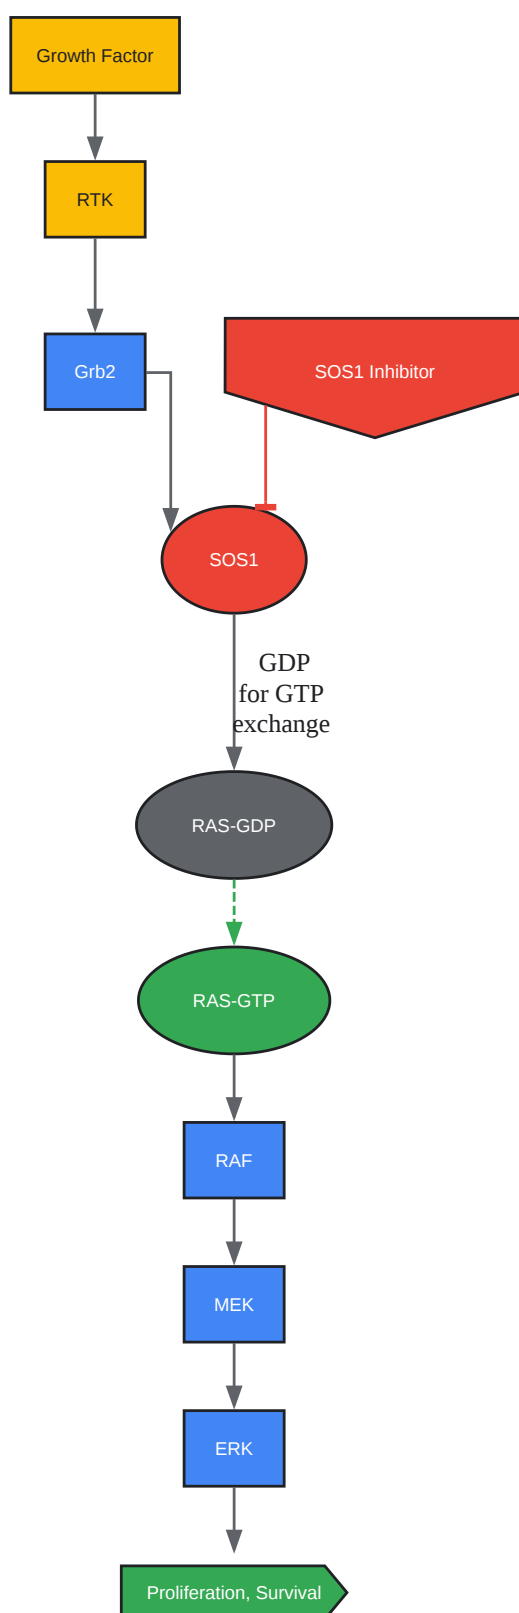 Growth Factor
RTK
Grb2
SOS1 Inhibitor
SOS1
GDP
for GTP
exchange
RAS-GDP
RAS-GTP
RAF
MEK
ERK
Proliferation, Survival